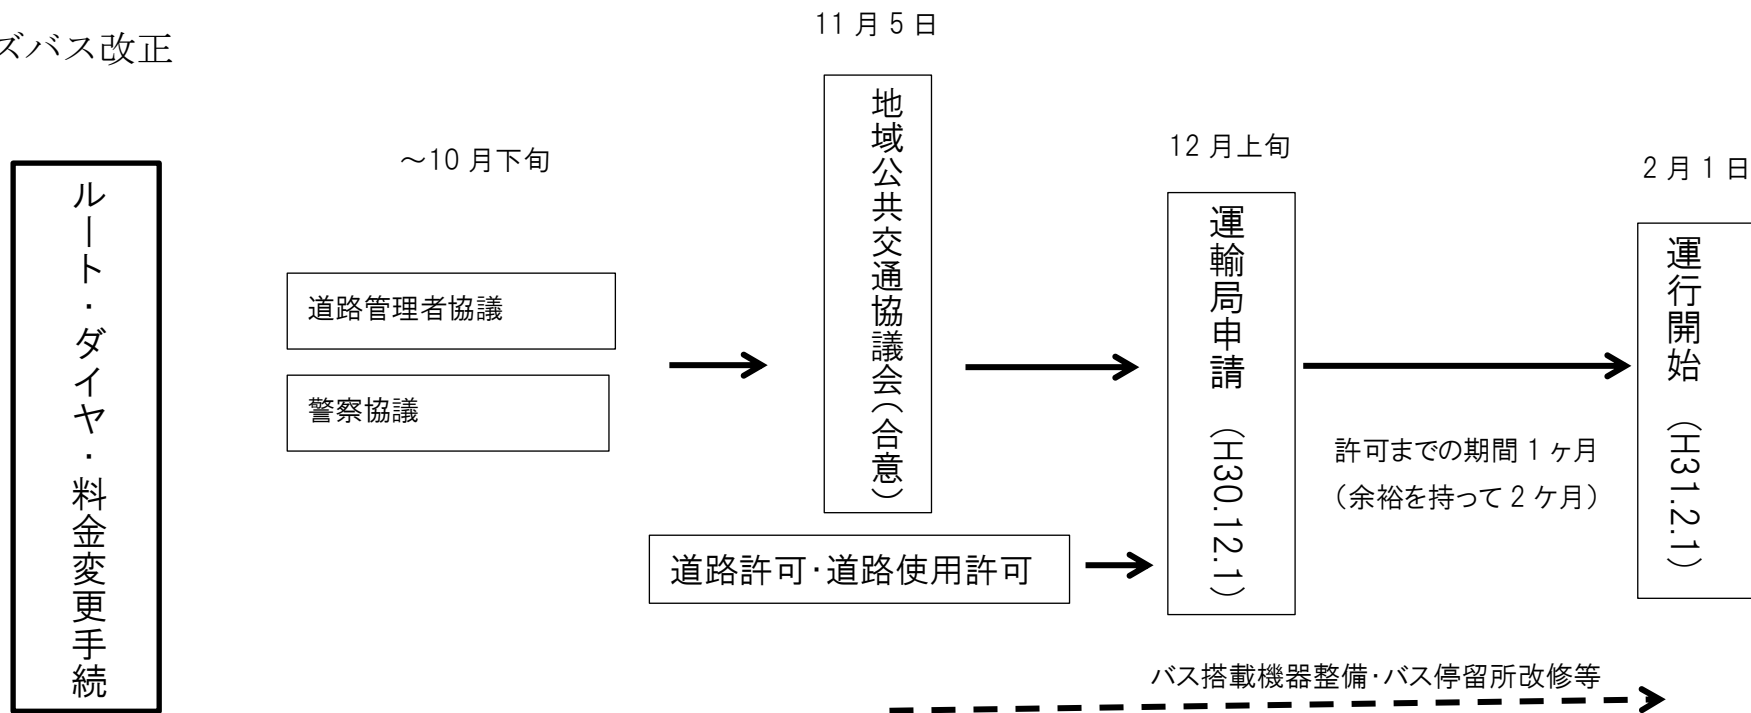 ズバス改正
ルート・ダイヤ・料金変更手続
～10月下旬
道路管理者協議
警察協議
11月5日
地域公共交通協議会(合意)
道路許可・道路使用許可
12月上旬
運輸局申請 (H30.12.1)
許可までの期間1ヶ月
(余裕を持って2ケ月)
2月1日
運行開始 (H31.2.1)
バス搭載機器整備・バス停留所改修等